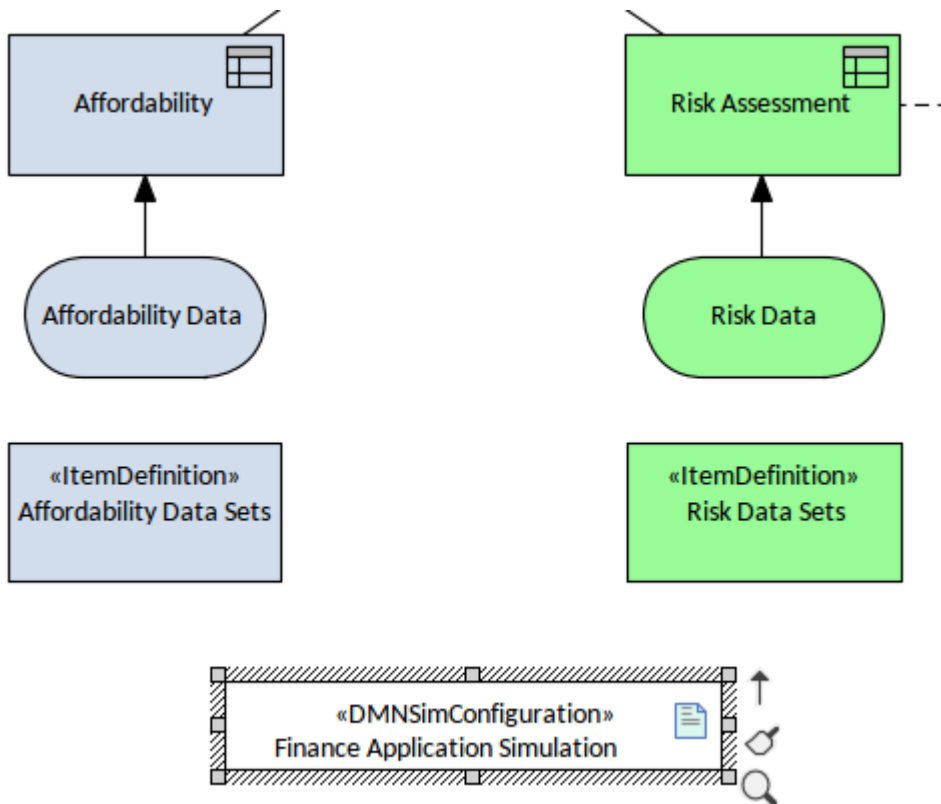 Affordability
Risk Assessment
Affordability Data
Risk Data
«ItemDefinition»
Affordability Data Sets
«ItemDefinition»
Risk Data Sets
«DMNSimConfiguration»
Finance Application Simulation